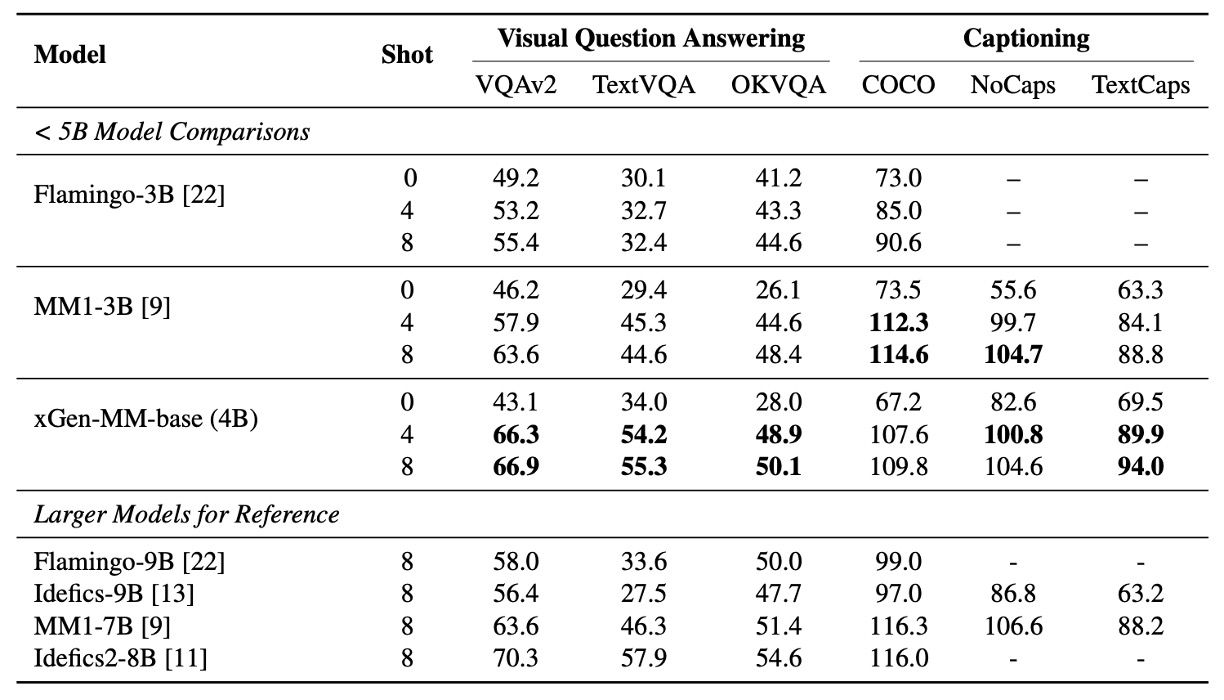 Model Shot Visual Question Answering Captioning
VQAv2 TextVQA OKVQA COCO NoCaps TextCaps
< 5B Model Comparisons
Flamingo-3B [22]
0 49.2 30.1 41.2 73.0 – –
4 53.2 32.7 43.3 85.0 – –
8 55.4 32.4 44.6 90.6 – –
MM1-3B [9]
0 46.2 29.4 26.1 73.5 55.6 63.3
4 57.9 45.3 44.6 112.3 99.7 84.1
8 63.6 44.6 48.4 114.6 104.7 88.8
xGen-MM-base (4B)
0 43.1 34.0 28.0 67.2 82.6 69.5
4 66.3 54.2 48.9 107.6 100.8 89.9
8 66.9 55.3 50.1 109.8 104.6 94.0
Larger Models for Reference
Flamingo-9B [22] 8 58.0 33.6 50.0 99.0 - -
Idefics-9B [13] 8 56.4 27.5 47.7 97.0 86.8 63.2
MM1-7B [9] 8 63.6 46.3 51.4 116.3 106.6 88.2
Idefics2-8B [11] 8 70.3 57.9 54.6 116.0 - -